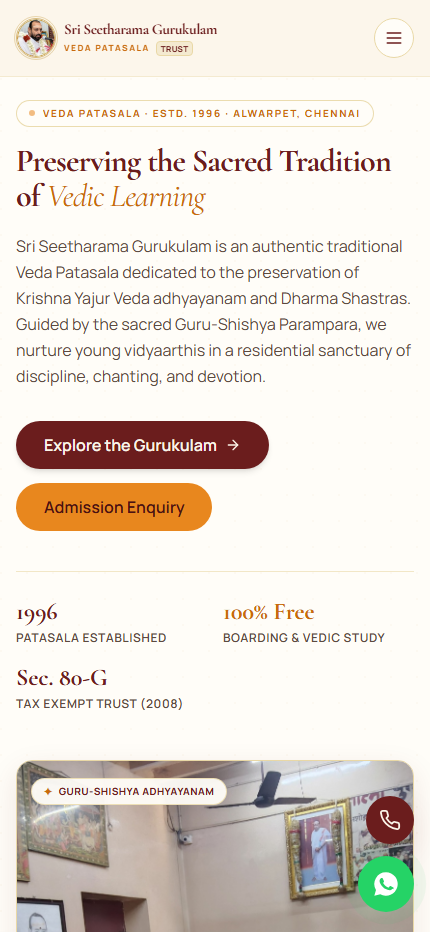 Sri Seetharama Gurukulam
VEDA PATASALA TRUST
VEDA PATASALA · ESTD. 1996 · ALWARPET, CHENNAI
Preserving the Sacred Tradition
of Vedic Learning
Sri Seetharama Gurukulam is an authentic traditional
Veda Patasala dedicated to the preservation of
Krishna Yajur Veda adhyayanam and Dharma Shastras.
Guided by the sacred Guru-Shishya Parampara, we
nurture young vidyaarthis in a residential sanctuary of
discipline, chanting, and devotion.
Explore the Gurukulam →
Admission Enquiry
1996
PATASALA ESTABLISHED
100% Free
BOARDING & VEDIC STUDY
Sec. 80-G
TAX EXEMPT TRUST (2008)
✦ GURU-SHISHYA ADHYAYANAM